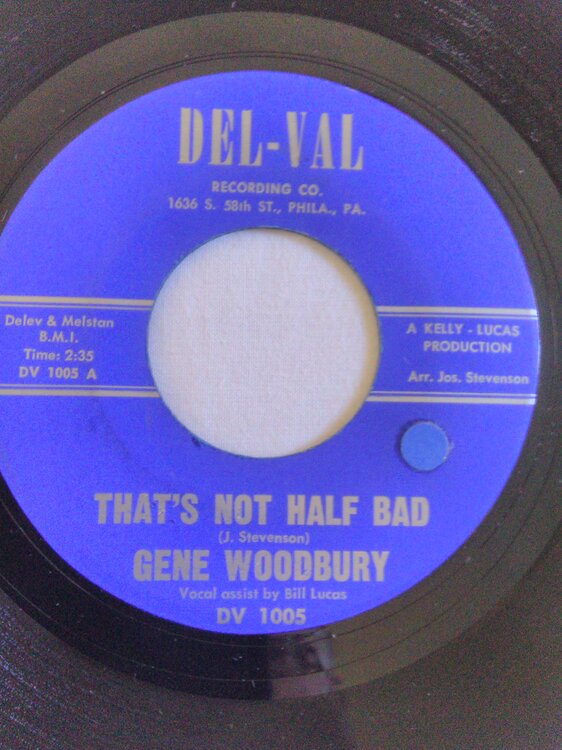 DEL-VAL
RECORDING CO.
1636 S. 58th ST., PHILA., PA.
Delev & Melstan
B.M.I.
Time: 2:35
DV 1005 A
A KELLY - LUCAS
PRODUCTION
Arr. Jos. Stevenson
THAT'S NOT HALF BAD
(J. Stevenson)
GENE WOODBURY
Vocal assist by Bill Lucas
DV 1005